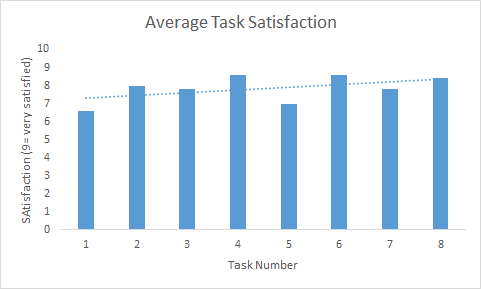 Average Task Satisfaction
SAtisfaction (9= very satisfied)
10
9
8
7
6
5
4
3
2
1
0
1 2 3 4 5 6 7 8
Task Number